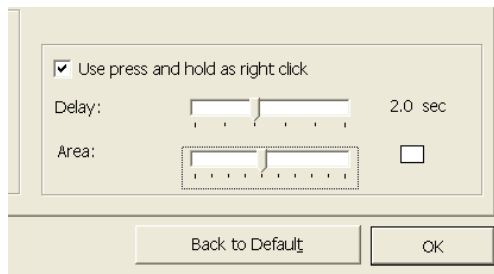 Use press and hold as right click
Delay:
2.0 sec
Area:
Back to Default
OK